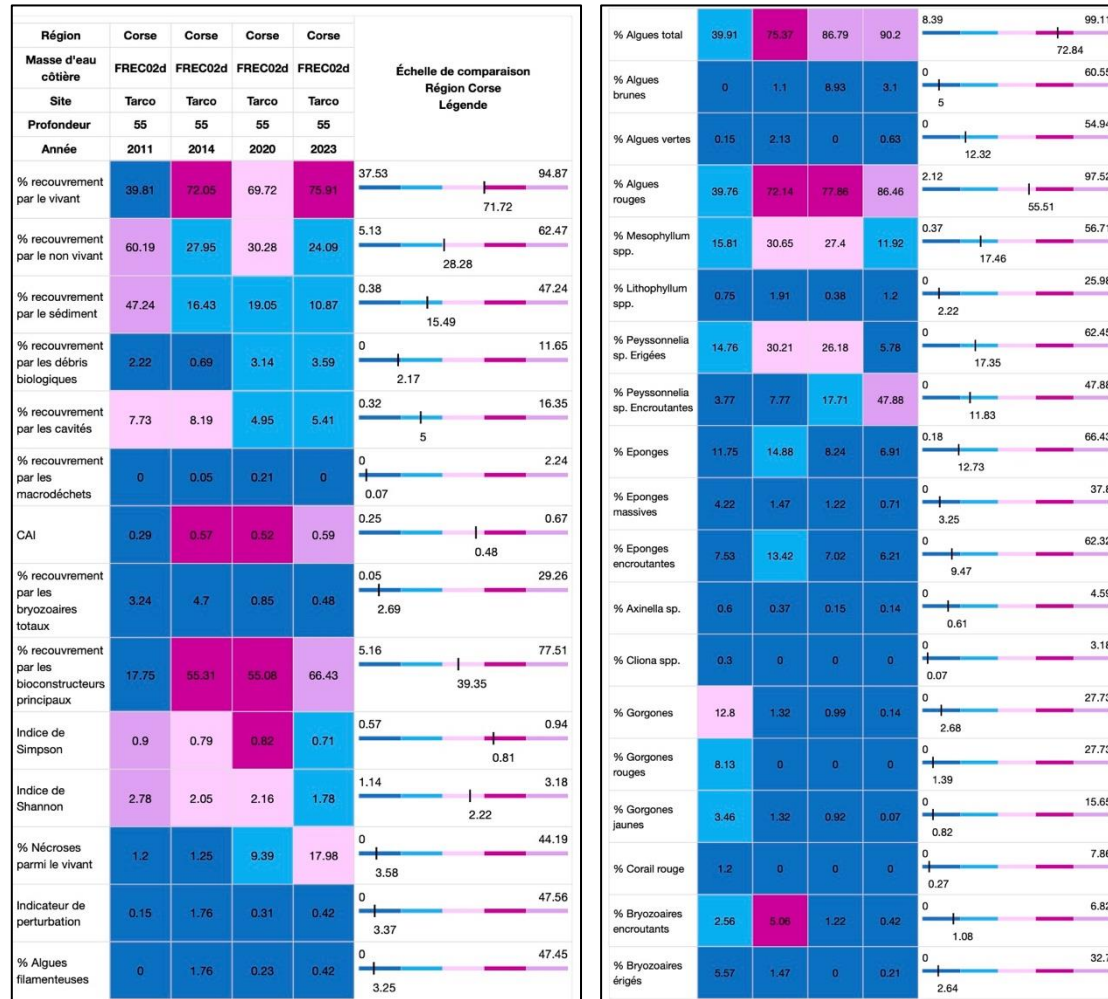 Région Corse Corse Corse Corse
Masse d'eau côtière FREC02d FREC02d FREC02d FREC02d
Site Tarco Tarco Tarco Tarco
Profondeur 55 55 55 55
Année 2011 2014 2020 2023
Échelle de comparaison
Région Corse
Légende
% recouvrement par le vivant 39.81 72.05 69.72 75.91 37.53 94.87 71.72
% recouvrement par le non vivant 60.19 27.95 30.28 24.09 5.13 62.47 28.28
% recouvrement par le sédiment 47.24 16.43 19.05 10.87 0.38 47.24 15.49
% recouvrement par les débris biologiques 2.22 0.69 3.14 3.59 0 11.65 2.17
% recouvrement par les cavités 7.73 8.19 4.95 5.41 0.32 16.35 5
% recouvrement par les macrodéchets 0 0.05 0.21 0 0 2.24 0.07
CAI 0.29 0.57 0.52 0.59 0.25 0.67 0.48
% recouvrement par les bryozoaires totaux 3.24 4.7 0.85 0.48 0.05 29.26 2.69
% recouvrement par les bioconstructeurs principaux 17.75 55.31 55.08 66.43 5.16 77.51 39.35
Indice de Simpson 0.9 0.79 0.82 0.71 0.57 0.94 0.81
Indice de Shannon 2.78 2.05 2.16 1.78 1.14 3.18 2.22
% Nécroses parmi le vivant 1.2 1.25 9.39 17.98 0 44.19 3.58
Indicateur de perturbation 0.15 1.76 0.31 0.42 0 47.56 3.37
% Algues filamenteuses 0 1.76 0.23 0.42 0 47.45 3.25
% Algues total 39.91 75.37 86.79 90.2 8.39 99.11 72.84
% Algues brunes 0 1.1 8.93 3.1 0 60.55 5
% Algues vertes 0.15 2.13 0 0.63 0 54.94 12.32
% Algues rouges 39.76 72.14 77.86 86.46 2.12 97.52 55.51
% Mesophyllum spp. 15.81 30.65 27.4 11.92 0.37 56.71 17.46
% Lithophyllum spp. 0.75 1.91 0.38 1.2 0 25.98 2.22
% Peyssonnelia sp. Erigées 14.76 30.21 26.18 5.78 0 62.45 17.35
% Peyssonnelia sp. Encroutantes 3.77 7.77 17.71 47.88 0 47.88 11.83
% Eponges 11.75 14.88 8.24 6.91 0.18 66.43 12.73
% Eponges massives 4.22 1.47 1.22 0.71 0 37.8 3.25
% Eponges encroutantes 7.53 13.42 7.02 6.21 0 62.32 9.47
% Axinella sp. 0.6 0.37 0.15 0.14 0 4.59 0.61
% Cliona spp. 0.3 0 0 0 0 3.18 0.07
% Gorgones 12.8 1.32 0.99 0.14 0 27.73 2.68
% Gorgones rouges 8.13 0 0 0 0 27.73 1.39
% Gorgones jaunes 3.46 1.32 0.92 0.07 0 15.65 0.82
% Corail rouge 1.2 0 0 0 0 7.86 0.27
% Bryozoaires encroutants 2.56 5.06 1.22 0.42 0 6.82 1.08
% Bryozoaires érigés 5.57 1.47 0 0.21 0 32.7 2.64